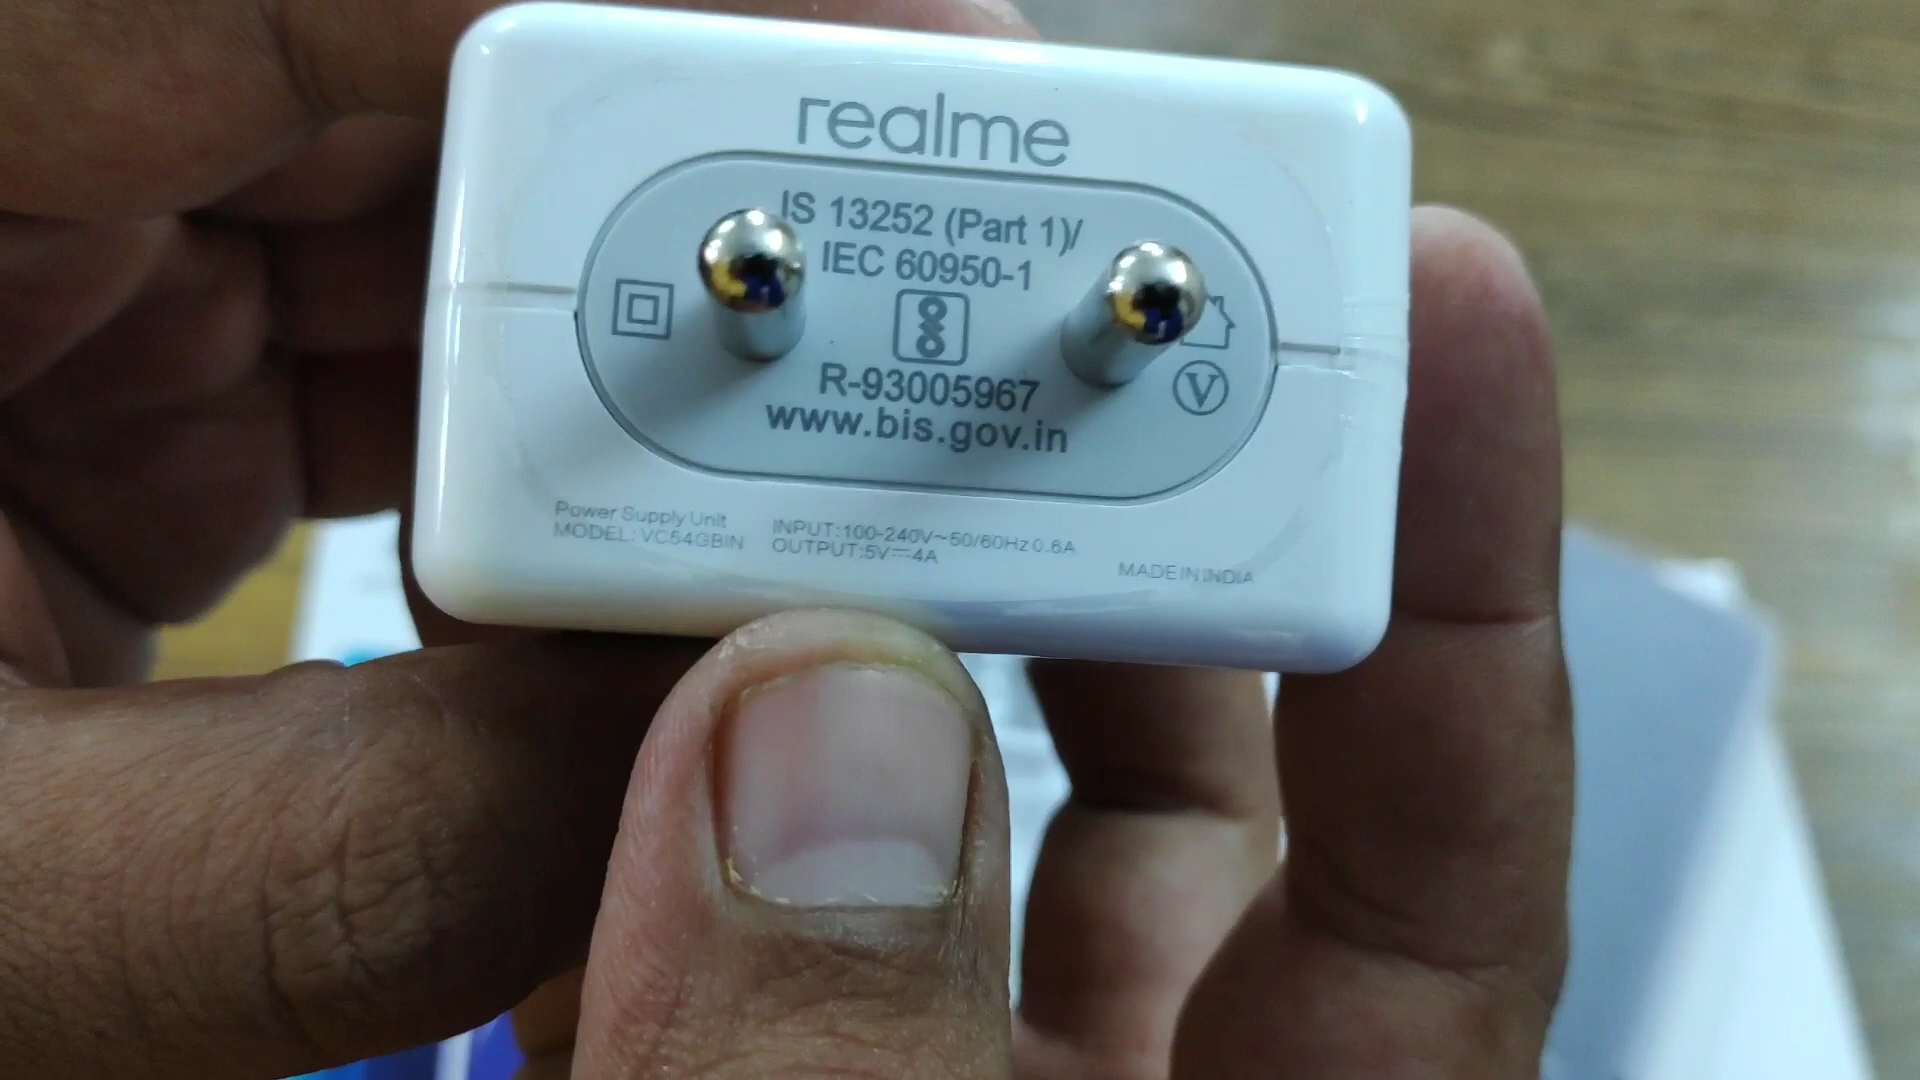 realme
IS 13252 (Part 1)/
IEC 60950-1
R-93005967
www.bis.gov.in
V
Power Supply Unit
MODEL: VC54GBIN
INPUT:100-240V~50/60Hz 0.6A
OUTPUT:5V⎓4A
MADE IN INDIA